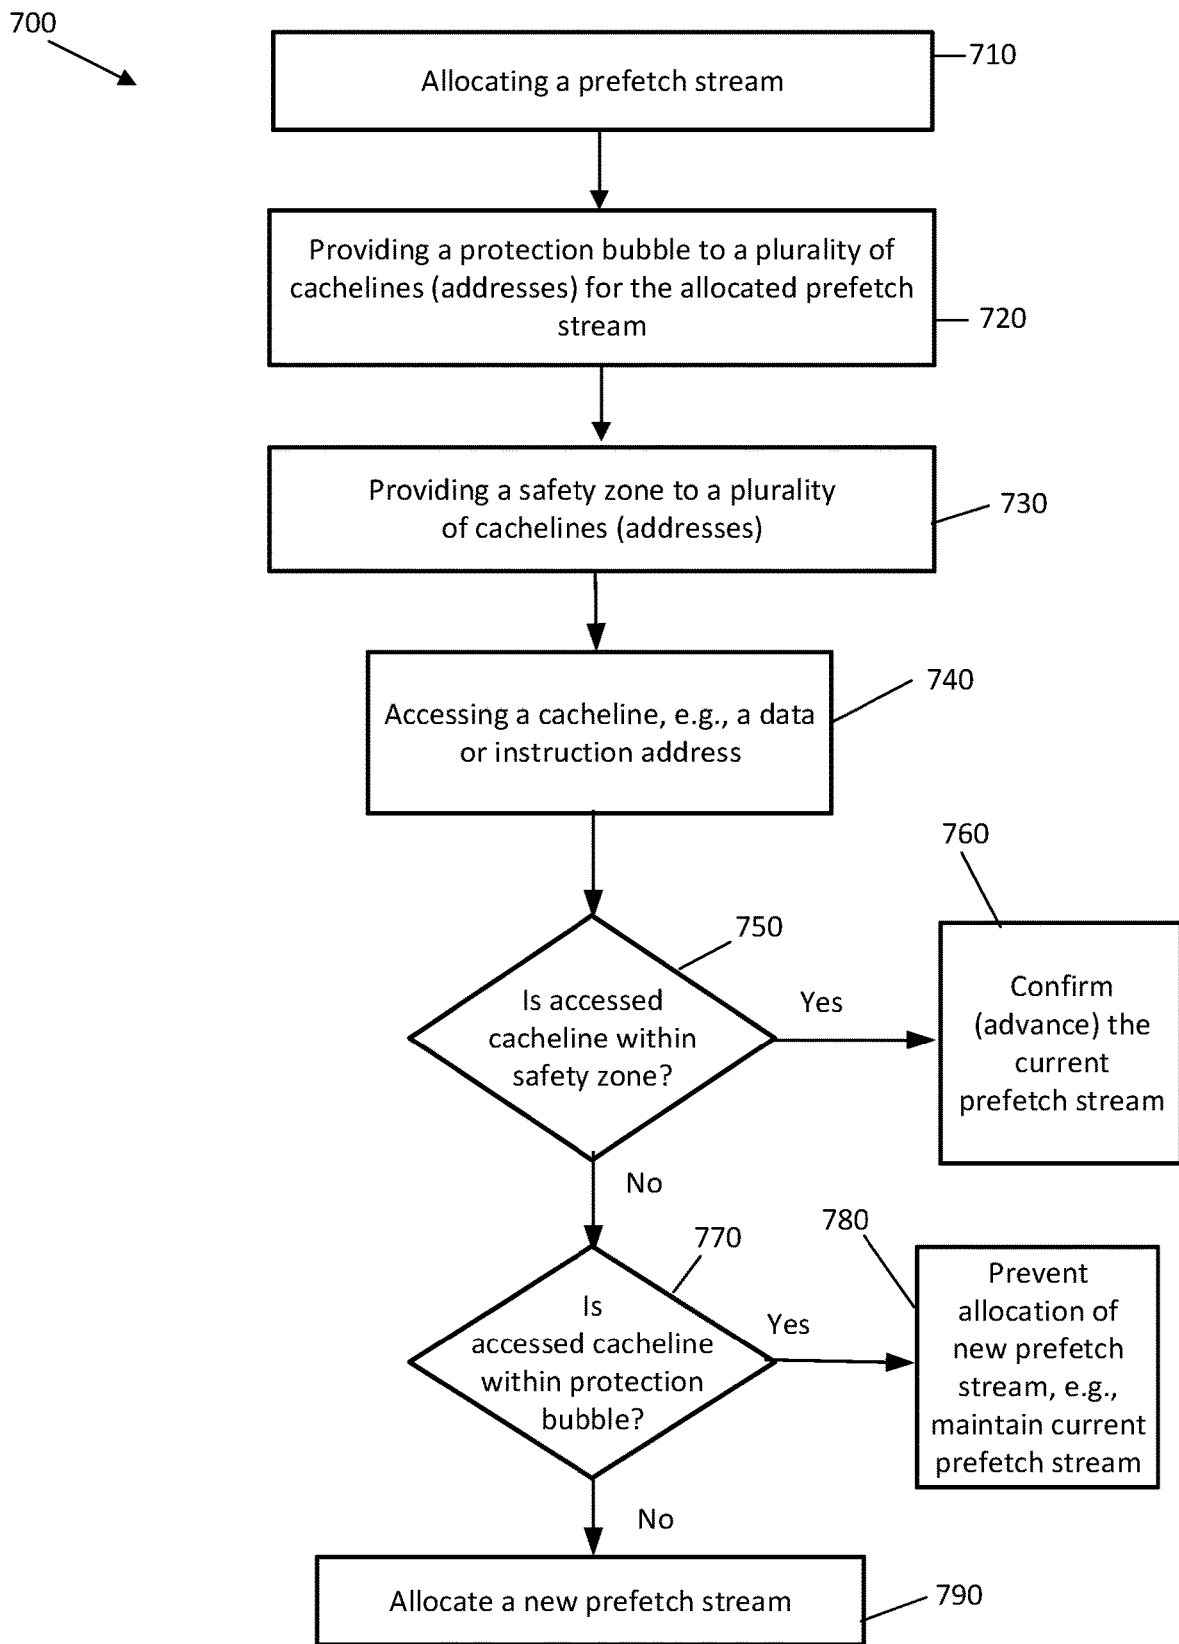 700
Allocating a prefetch stream
710
Providing a protection bubble to a plurality of
cachelines (addresses) for the allocated prefetch
stream
720
Providing a safety zone to a plurality
of cachelines (addresses)
730
Accessing a cacheline, e.g., a data
or instruction address
740
Is accessed
cacheline within
safety zone?
750
Yes
760
Confirm
(advance) the
current
prefetch stream
No
Is
accessed cacheline
within protection
bubble?
770
Yes
780
Prevent
allocation of
new prefetch
stream, e.g.,
maintain current
prefetch stream
No
Allocate a new prefetch stream
790